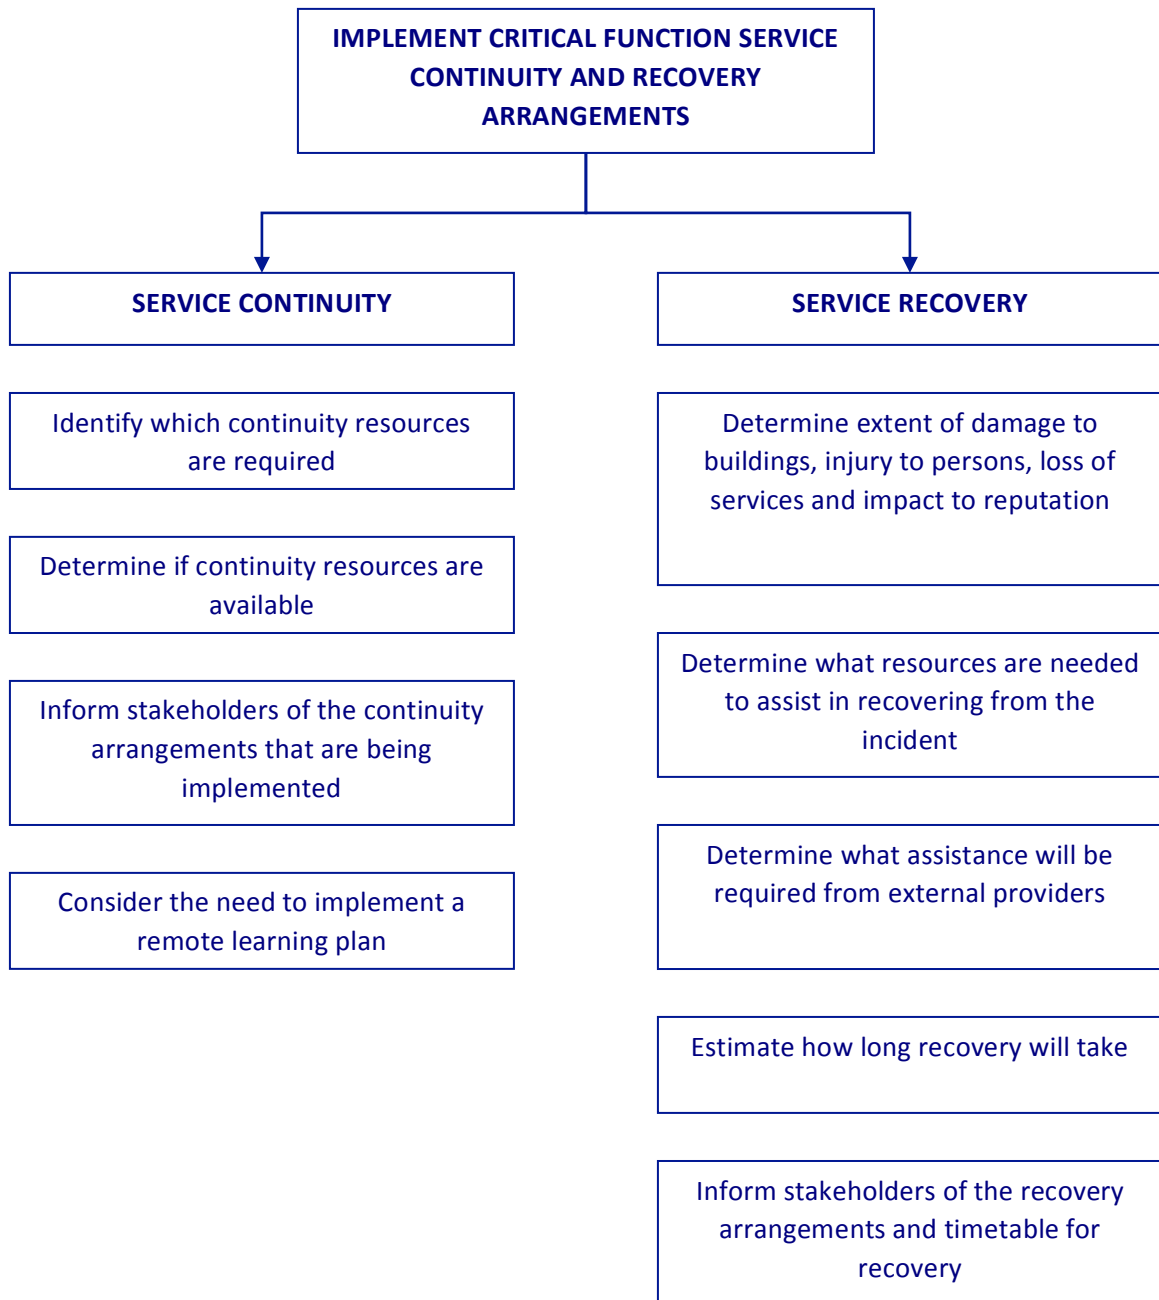 IMPLEMENT CRITICAL FUNCTION SERVICE
CONTINUITY AND RECOVERY
ARRANGEMENTS
SERVICE CONTINUITY
Identify which continuity resources
are required
Determine if continuity resources are
available
Inform stakeholders of the continuity
arrangements that are being
implemented
Consider the need to implement a
remote learning plan
SERVICE RECOVERY
Determine extent of damage to
buildings, injury to persons, loss of
services and impact to reputation
Determine what resources are needed
to assist in recovering from the
incident
Determine what assistance will be
required from external providers
Estimate how long recovery will take
Inform stakeholders of the recovery
arrangements and timetable for
recovery